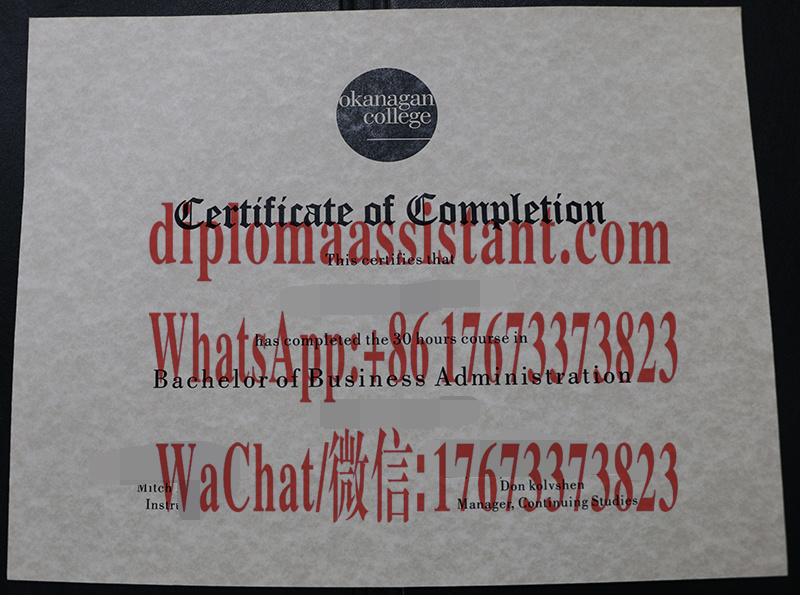 okanagan
college
Certificate of Completion
diplomaassistant.com
This certifies that
WhatsApp:+86 17673373823
has completed the 30 hours course in
Bachelor of Business Administration
WaChat/微信:17673373823
Mitch
Don kolvshen
Manager, Continuing Studies